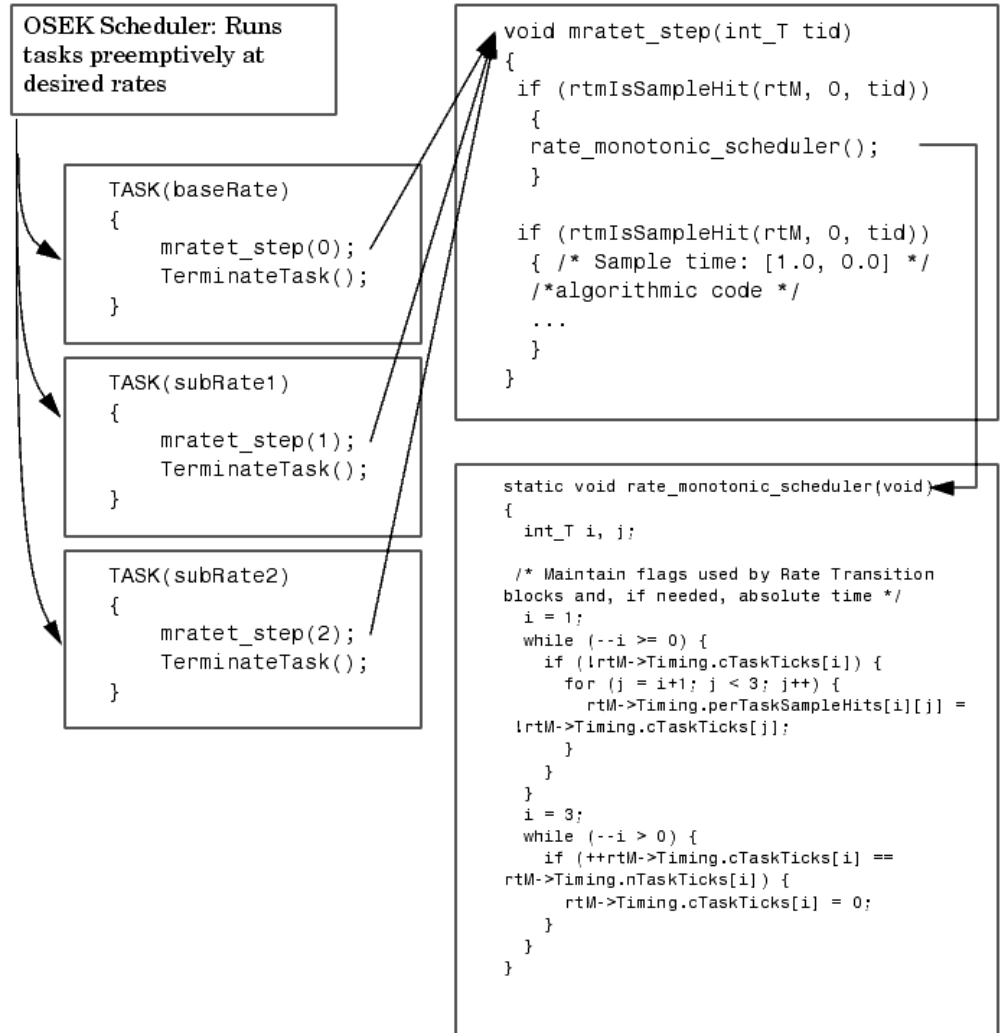 OSEK Scheduler: Runs
tasks preemptively at
desired rates
TASK(baseRate)
{
mratet_step(0);
TerminateTask();
}
TASK(subRate1)
{
mratet_step(1);
TerminateTask();
}
TASK(subRate2)
{
mratet_step(2);
TerminateTask();
}
void mratet_step(int_T tid)
{
if (rtmIsSampleHit(rtM, 0, tid))
{
rate_monotonic_scheduler();
}
if (rtmIsSampleHit(rtM, 0, tid))
{ /* Sample time: [1.0, 0.0] */
/*algorithmic code */
...
}
}
static void rate_monotonic_scheduler(void)
{
int_T i, j;
/* Maintain flags used by Rate Transition
blocks and, if needed, absolute time */
i = 1;
while (--i >= 0) {
if (!rtM->Timing.cTaskTicks[i]) {
for (j = i+1; j < 3; j++) {
rtM->Timing.perTaskSampleHits[i][j] =
!rtM->Timing.cTaskTicks[j];
}
}
}
i = 3;
while (--i > 0) {
if (++rtM->Timing.cTaskTicks[i] ==
rtM->Timing.nTaskTicks[i]) {
rtM->Timing.cTaskTicks[i] = 0;
}
}
}